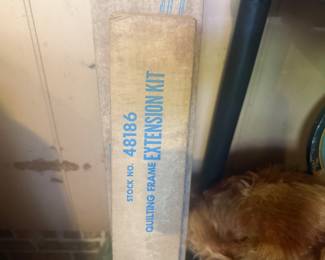 STOCK NO. 48186
QUILTING FRAME EXTENSION KIT